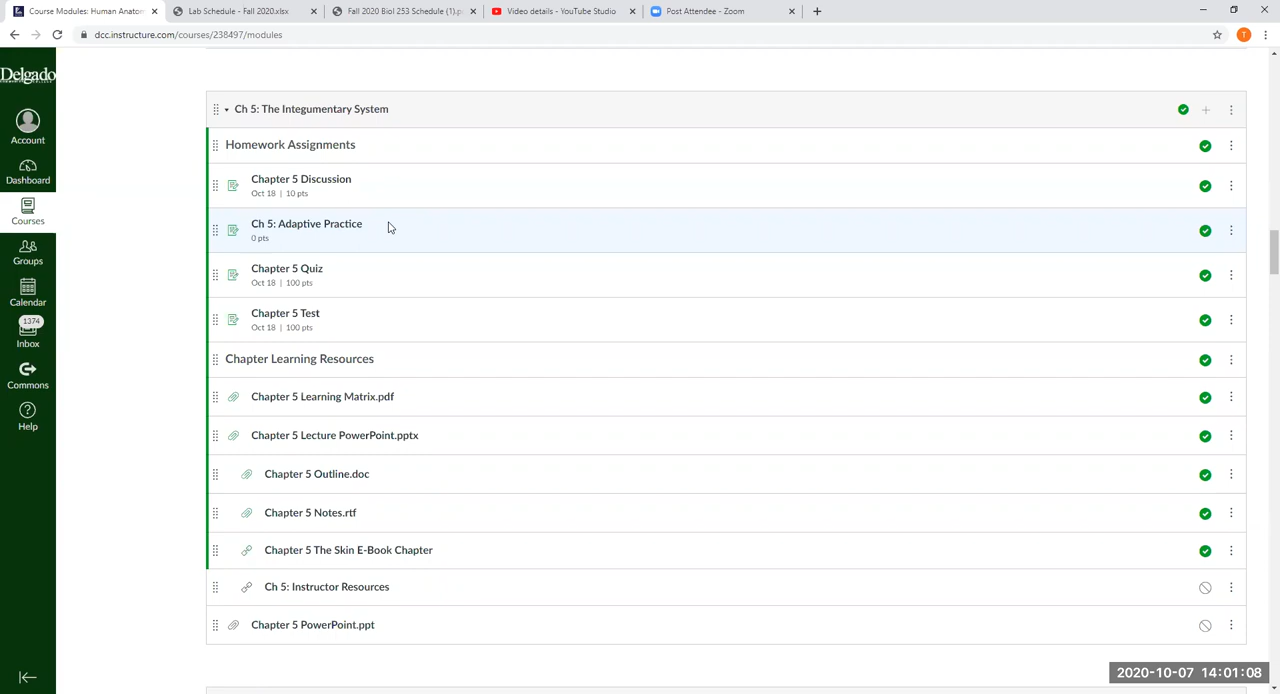 Course Modules: Human Anatom
Lab Schedule - Fall 2020.xlsx
Fall 2020 Biol 253 Schedule (1).p
Video details - YouTube Studio
Post Attendee - Zoom
dcc.instructure.com/courses/238497/modules
T
Delgado
Account
Dashboard
Courses
Groups
Calendar
1374
Inbox
Commons
Help
Ch 5: The Integumentary System
Homework Assignments
Chapter 5 Discussion
Oct 18 | 10 pts
Ch 5: Adaptive Practice
0 pts
Chapter 5 Quiz
Oct 18 | 100 pts
Chapter 5 Test
Oct 18 | 100 pts
Chapter Learning Resources
Chapter 5 Learning Matrix.pdf
Chapter 5 Lecture PowerPoint.pptx
Chapter 5 Outline.doc
Chapter 5 Notes.rtf
Chapter 5 The Skin E-Book Chapter
Ch 5: Instructor Resources
Chapter 5 PowerPoint.ppt
2020-10-07 14:01:08